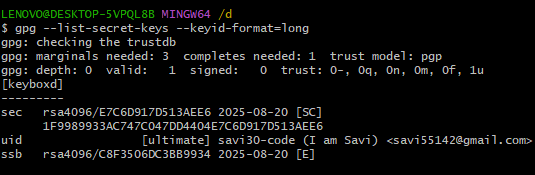 LENOVO@DESKTOP-5VPQL8B MINGW64 /d
$ gpg --list-secret-keys --keyid-format=long
gpg: checking the trustdb
gpg: marginals needed: 3  completes needed: 1  trust model: pgp
gpg: depth: 0  valid:   1  signed:   0  trust: 0-, 0q, 0n, 0m, 0f, 1u
[keyboxd]
---------
sec   rsa4096/E7C6D917D513AEE6 2025-08-20 [SC]
      1F9989933AC747C047DD4404E7C6D917D513AEE6
uid                 [ultimate] savi30-code (I am Savi) <savi55142@gmail.com>
ssb   rsa4096/C8F3506DC3BB9934 2025-08-20 [E]